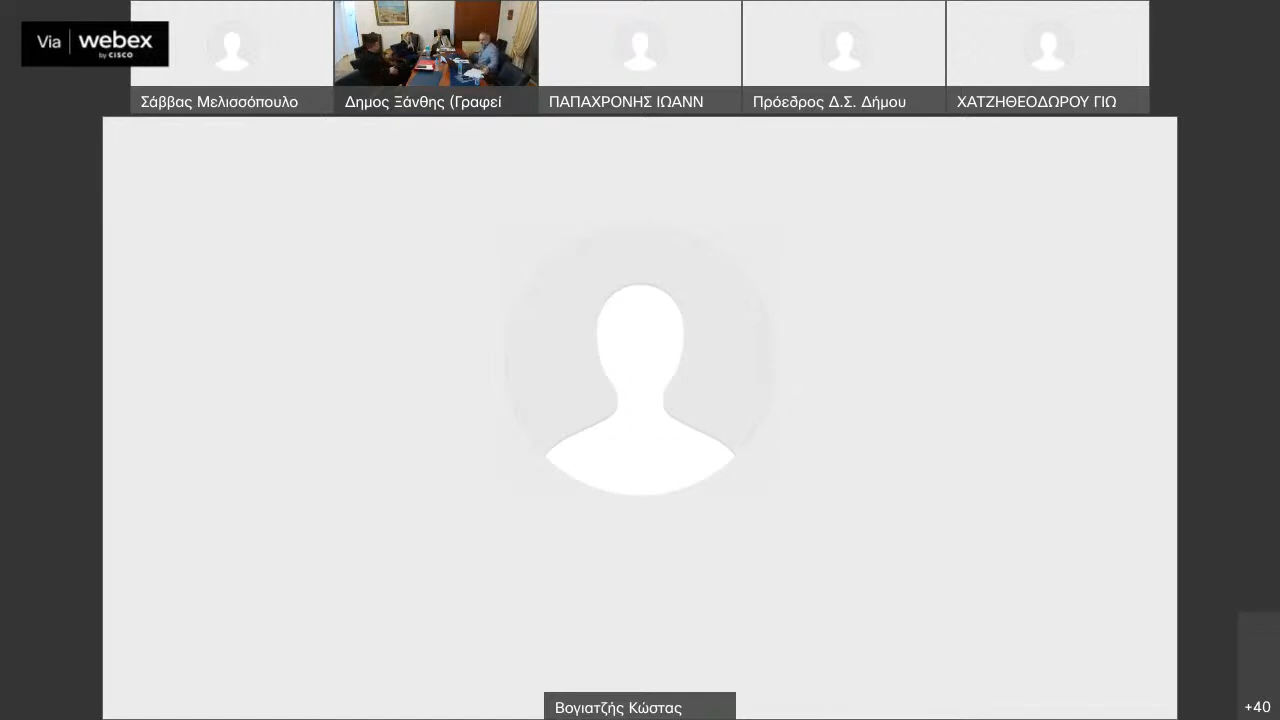 Via webex
by CISCO
Σάββας Μελισσόπουλο
Δημος Ξάνθης (Γραφεί
ΠΑΠΑΧΡΟΝΗΣ ΙΩΑΝΝ
Πρόεδρος Δ.Σ. Δήμου
ΧΑΤΖΗΘΕΟΔΩΡΟΥ ΓΙΩ
Βογιατζής Κώστας
+40